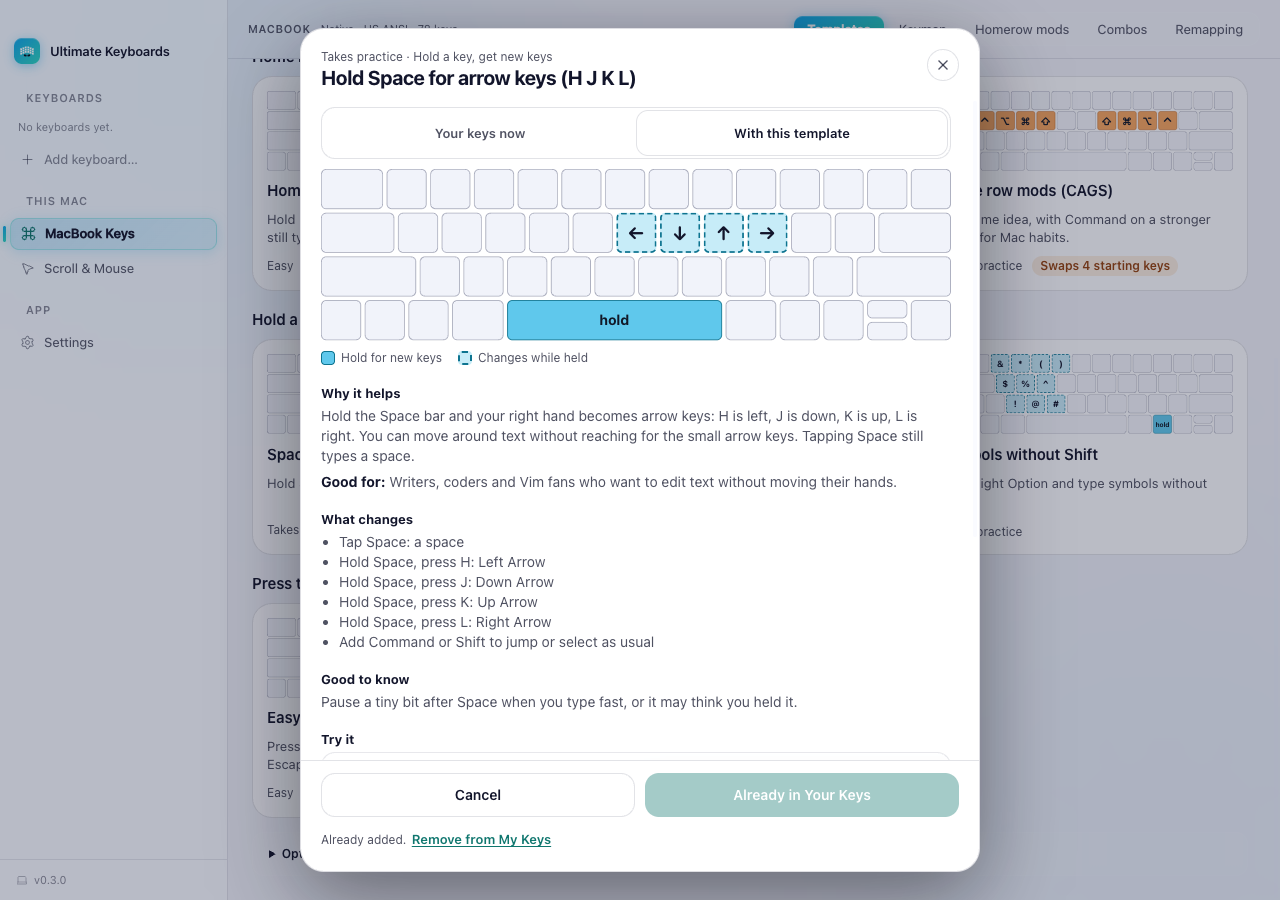 MACBOOK
Templates
Homerow mods
Combos
Remapping
Ultimate Keyboards
KEYBOARDS
No keyboards yet.
Add keyboard...
THIS MAC
MacBook Keys
Scroll & Mouse
APP
Settings
v0.3.0
Takes practice · Hold a key, get new keys
Hold Space for arrow keys (H J K L)
Your keys now
With this template
← ↓ ↑ →
hold
Hold for new keys
Changes while held
Why it helps
Hold the Space bar and your right hand becomes arrow keys: H is left, J is down, K is up, L is
right. You can move around text without reaching for the small arrow keys. Tapping Space still
types a space.
Good for: Writers, coders and Vim fans who want to edit text without moving their hands.
What changes
• Tap Space: a space
• Hold Space, press H: Left Arrow
• Hold Space, press J: Down Arrow
• Hold Space, press K: Up Arrow
• Hold Space, press L: Right Arrow
• Add Command or Shift to jump or select as usual
Good to know
Pause a tiny bit after Space when you type fast, or it may think you held it.
Try it
Cancel
Already in Your Keys
Already added. Remove from My Keys
Hold
still
Easy
Hold a
Hold
Takes
Press
Easy
Press
Easy
⌃ ⌥ ⌘ ⇧ ⇧ ⌘ ⌥ ⌃
row mods (CAGS)
me idea, with Command on a stronger
for Mac habits.
practice
Swaps 4 starting keys
& * ( )
$ % ^
! @ #
hold
ols without Shift
ight Option and type symbols without
practice